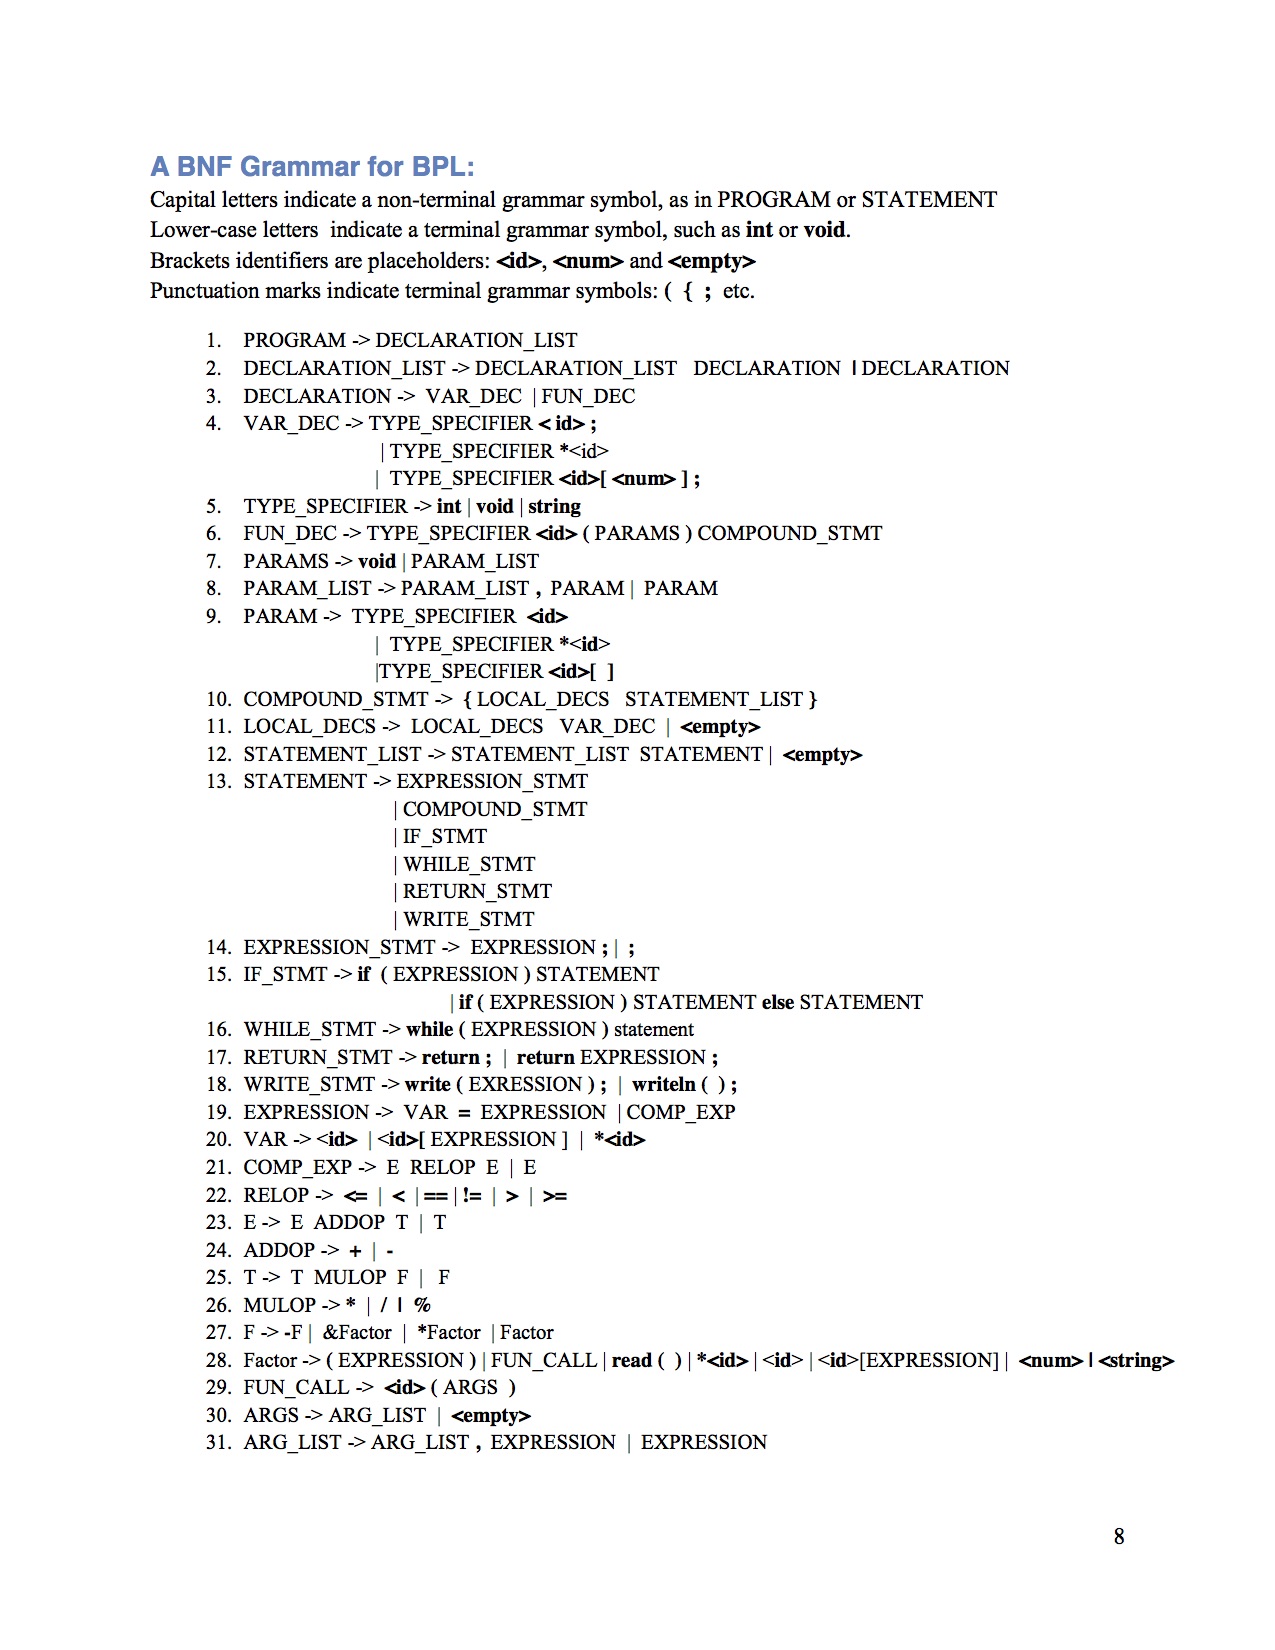 A BNF Grammar for BPL:
Capital letters indicate a non-terminal grammar symbol, as in PROGRAM or STATEMENT
Lower-case letters indicate a terminal grammar symbol, such as int or void.
Brackets identifiers are placeholders: <id>, <num> and <empty>
Punctuation marks indicate terminal grammar symbols: ( { ; etc.
1. PROGRAM -> DECLARATION_LIST
2. DECLARATION_LIST -> DECLARATION_LIST DECLARATION | DECLARATION
3. DECLARATION -> VAR_DEC | FUN_DEC
4. VAR_DEC -> TYPE_SPECIFIER < id> ;
| TYPE_SPECIFIER *<id>
| TYPE_SPECIFIER <id>[ <num> ] ;
5. TYPE_SPECIFIER -> int | void | string
6. FUN_DEC -> TYPE_SPECIFIER <id> ( PARAMS ) COMPOUND_STMT
7. PARAMS -> void | PARAM_LIST
8. PARAM_LIST -> PARAM_LIST , PARAM | PARAM
9. PARAM -> TYPE_SPECIFIER <id>
| TYPE_SPECIFIER *<id>
|TYPE_SPECIFIER <id>[ ]
10. COMPOUND_STMT -> { LOCAL_DECS STATEMENT_LIST }
11. LOCAL_DECS -> LOCAL_DECS VAR_DEC | <empty>
12. STATEMENT_LIST -> STATEMENT_LIST STATEMENT | <empty>
13. STATEMENT -> EXPRESSION_STMT
| COMPOUND_STMT
| IF_STMT
| WHILE_STMT
| RETURN_STMT
| WRITE_STMT
14. EXPRESSION_STMT -> EXPRESSION ; | ;
15. IF_STMT -> if ( EXPRESSION ) STATEMENT
| if ( EXPRESSION ) STATEMENT else STATEMENT
16. WHILE_STMT -> while ( EXPRESSION ) statement
17. RETURN_STMT -> return ; | return EXPRESSION ;
18. WRITE_STMT -> write ( EXRESSION ) ; | writeln ( ) ;
19. EXPRESSION -> VAR = EXPRESSION | COMP_EXP
20. VAR -> <id> | <id>[ EXPRESSION ] | *<id>
21. COMP_EXP -> E RELOP E | E
22. RELOP -> <= | < | == | != | > | >=
23. E -> E ADDOP T | T
24. ADDOP -> + | -
25. T -> T MULOP F | F
26. MULOP -> * | / | %
27. F -> -F | &Factor | *Factor | Factor
28. Factor -> ( EXPRESSION ) | FUN_CALL | read ( ) | *<id> | <id> | <id>[EXPRESSION] | <num> | <string>
29. FUN_CALL -> <id> ( ARGS )
30. ARGS -> ARG_LIST | <empty>
31. ARG_LIST -> ARG_LIST , EXPRESSION | EXPRESSION
8